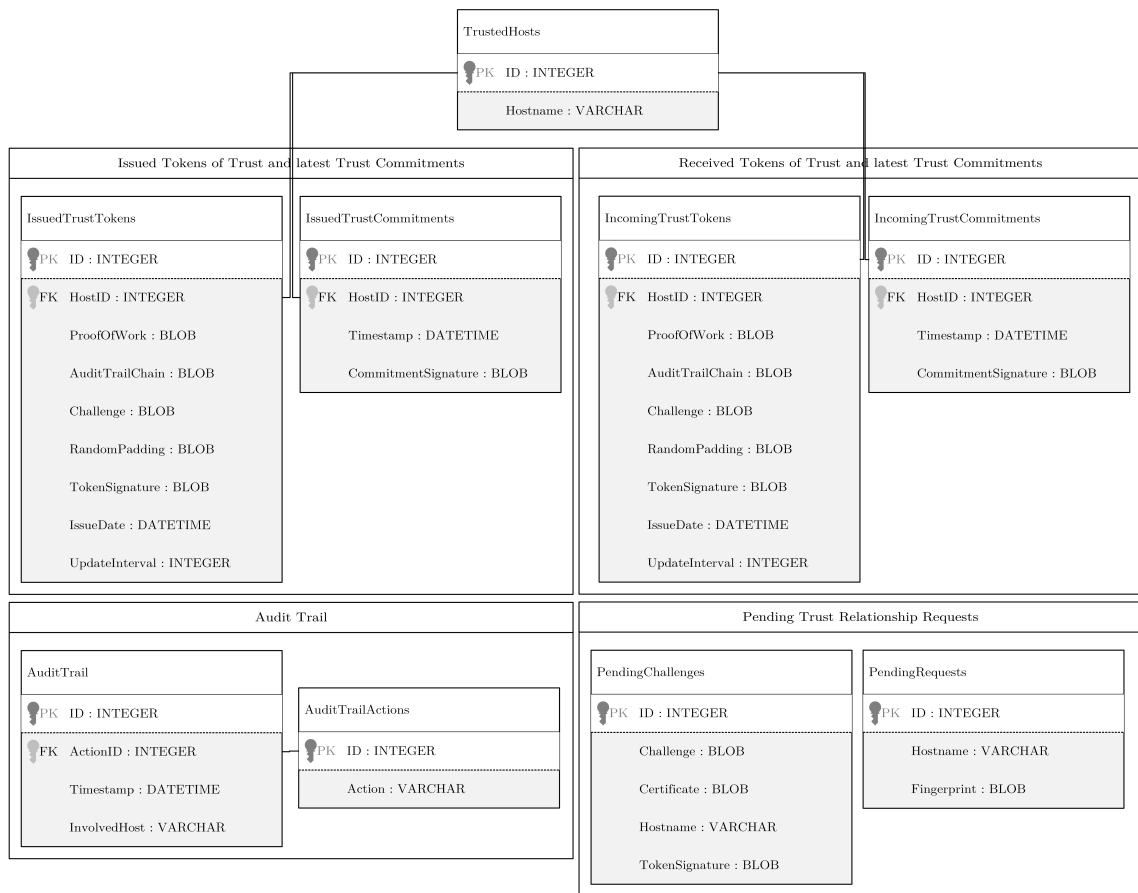 TrustedHosts
PK ID : INTEGER
Hostname : VARCHAR
Issued Tokens of Trust and latest Trust Commitments
IssuedTrustTokens
PK ID : INTEGER
FK HostID : INTEGER
ProofOfWork : BLOB
AuditTrailChain : BLOB
Challenge : BLOB
RandomPadding : BLOB
TokenSignature : BLOB
IssueDate : DATETIME
UpdateInterval : INTEGER
IssuedTrustCommitments
PK ID : INTEGER
FK HostID : INTEGER
Timestamp : DATETIME
CommitmentSignature : BLOB
Received Tokens of Trust and latest Trust Commitments
IncomingTrustTokens
PK ID : INTEGER
FK HostID : INTEGER
ProofOfWork : BLOB
AuditTrailChain : BLOB
Challenge : BLOB
RandomPadding : BLOB
TokenSignature : BLOB
IssueDate : DATETIME
UpdateInterval : INTEGER
IncomingTrustCommitments
PK ID : INTEGER
FK HostID : INTEGER
Timestamp : DATETIME
CommitmentSignature : BLOB
Audit Trail
AuditTrail
PK ID : INTEGER
FK ActionID : INTEGER
Timestamp : DATETIME
InvolvedHost : VARCHAR
AuditTrailActions
PK ID : INTEGER
Action : VARCHAR
Pending Trust Relationship Requests
PendingChallenges
PK ID : INTEGER
Challenge : BLOB
Certificate : BLOB
Hostname : VARCHAR
TokenSignature : BLOB
PendingRequests
PK ID : INTEGER
Hostname : VARCHAR
Fingerprint : BLOB